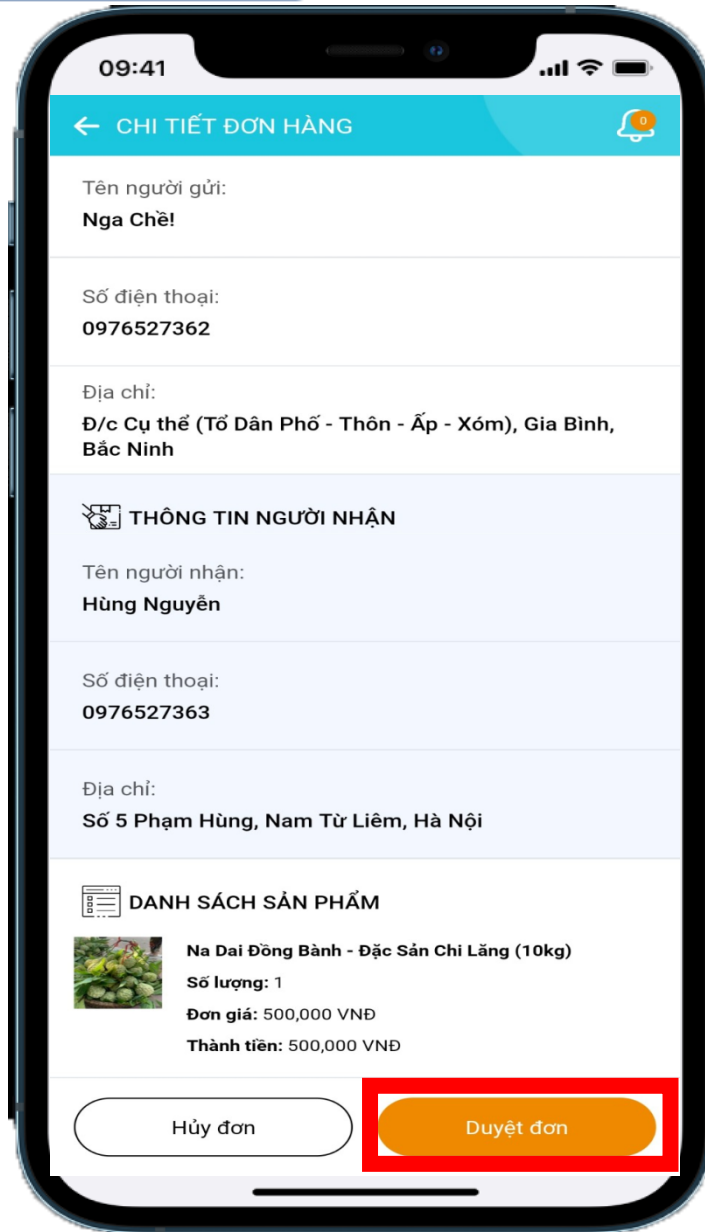 09:41
CHI TIẾT ĐƠN HÀNG
0
Tên người gửi:
Nga Chề!
Số điện thoại:
0976527362
Địa chỉ:
Đ/c Cụ thể (Tổ Dân Phố - Thôn - Ấp - Xóm), Gia Bình,
Bắc Ninh
THÔNG TIN NGƯỜI NHẬN
Tên người nhận:
Hùng Nguyễn
Số điện thoại:
0976527363
Địa chỉ:
Số 5 Phạm Hùng, Nam Từ Liêm, Hà Nội
DANH SÁCH SẢN PHẨM
Na Dai Đồng Bành - Đặc Sản Chi Lăng (10kg)
Số lượng: 1
Đơn giá: 500,000 VNĐ
Thành tiền: 500,000 VNĐ
Hủy đơn
Duyệt đơn